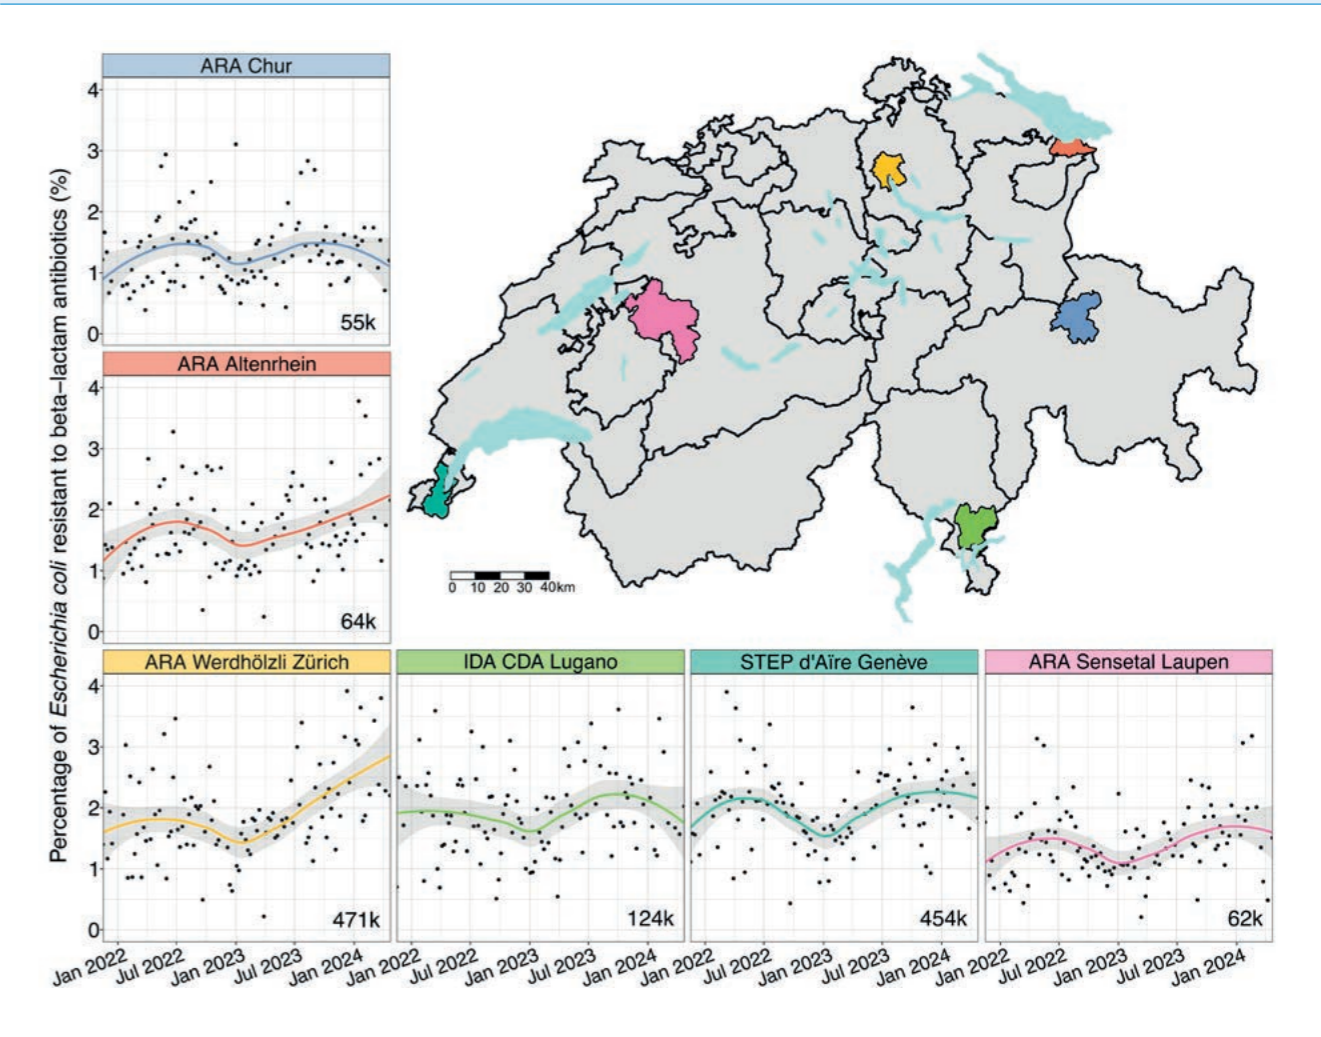 Percentage of Escherichia coli resistant to beta–lactam antibiotics (%)
ARA Chur
4
3
2
1
0
55k
ARA Altenrhein
4
3
2
1
0
64k
0 10 20 30 40km
ARA Werdhölzli Zürich
4
3
2
1
0
471k
IDA CDA Lugano
124k
STEP d'Aïre Genève
454k
ARA Sensetal Laupen
62k
Jan 2022 Jul 2022 Jan 2023 Jul 2023 Jan 2024
Jan 2022 Jul 2022 Jan 2023 Jul 2023 Jan 2024
Jan 2022 Jul 2022 Jan 2023 Jul 2023 Jan 2024
Jan 2022 Jul 2022 Jan 2023 Jul 2023 Jan 2024